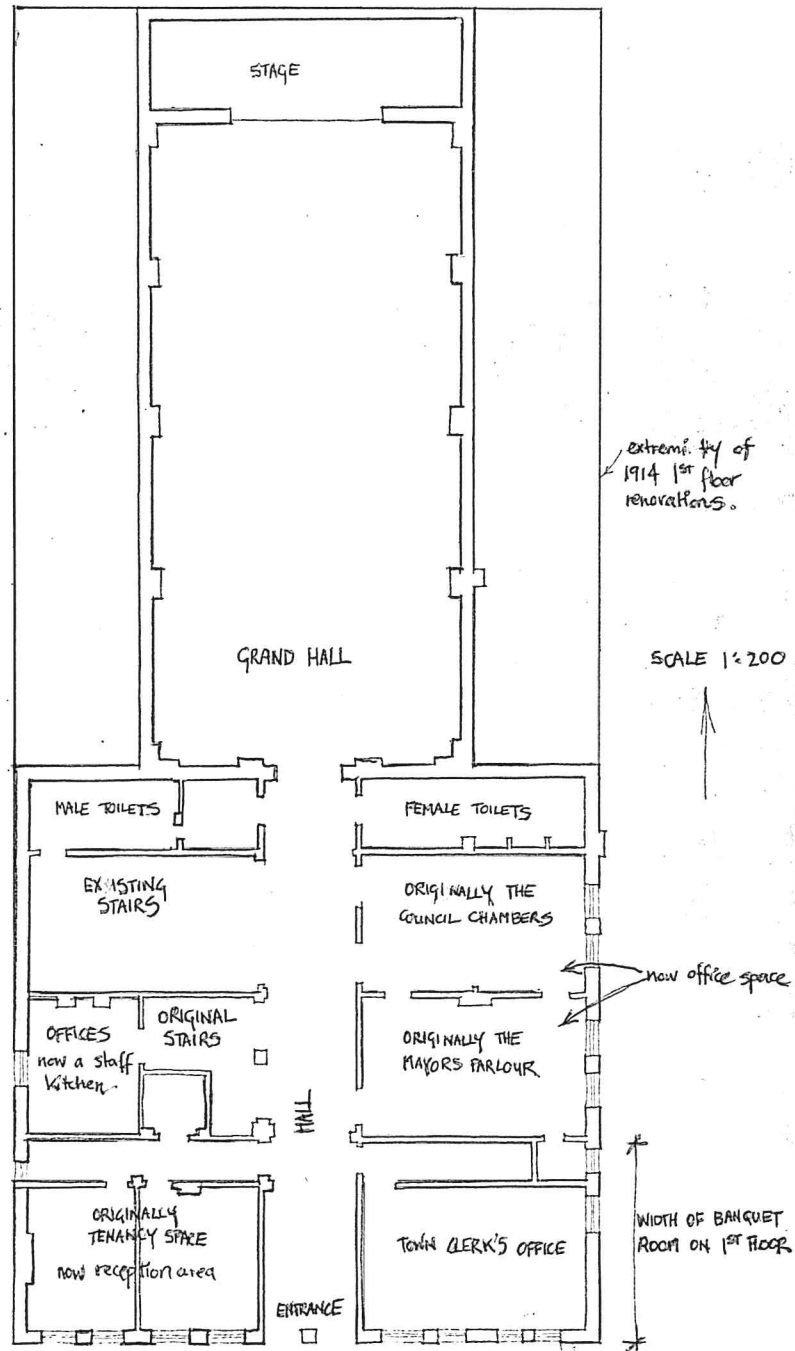 STAGE
extremity of
1914 1ST floor
renovations.
GRAND HALL
SCALE 1:200
MALE TOILETS
FEMALE TOILETS
EXISTING
STAIRS
ORIGINALLY THE
COUNCIL CHAMBERS
now office space
OFFICES
now a staff
kitchen.
ORIGINAL
STAIRS
ORIGINALLY THE
MAYORS PARLOUR
HALL
ORIGINALLY
TENANCY SPACE
now reception area
TOWN CLERK'S OFFICE
WIDTH OF BANQUET
ROOM ON 1ST FLOOR
ENTRANCE